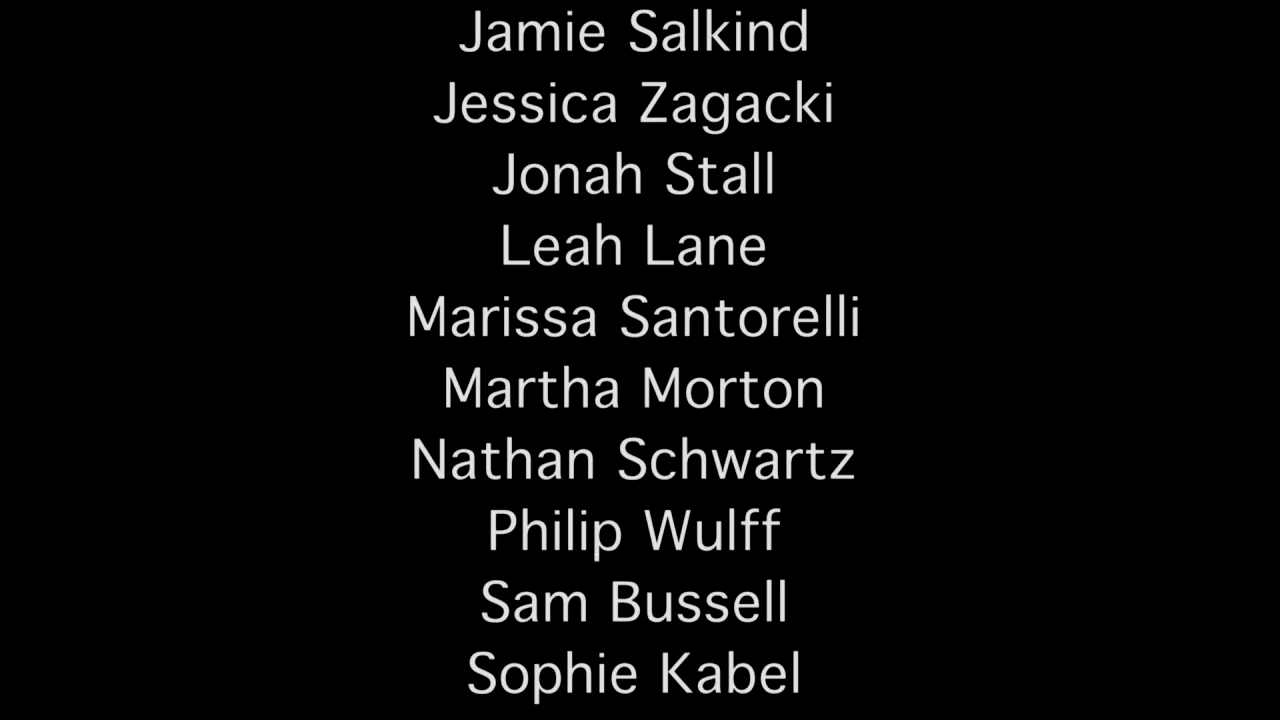 Jamie Salkind
Jessica Zagacki
Jonah Stall
Leah Lane
Marissa Santorelli
Martha Morton
Nathan Schwartz
Philip Wulff
Sam Bussell
Sophie Kabel